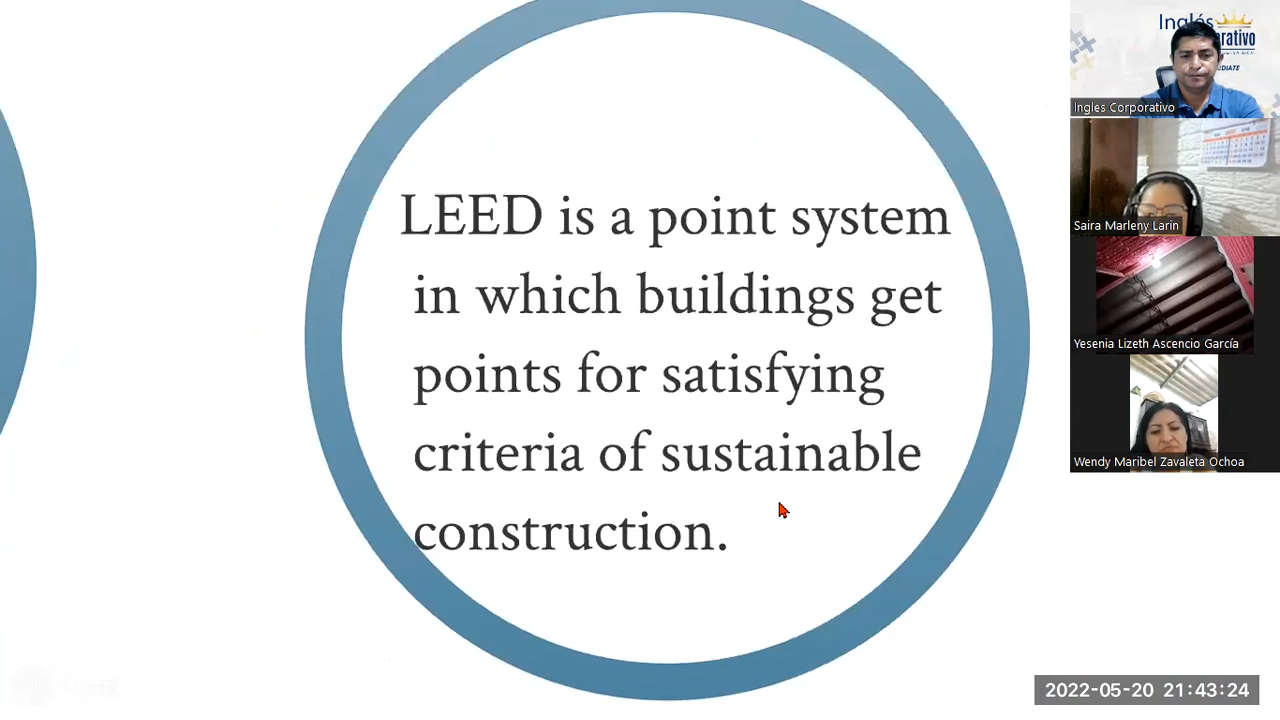 LEED is a point system
in which buildings get
points for satisfying
criteria of sustainable
construction.
Inglés
Ingles Corporativo
Saira Marleny Larin
Yesenia Lizeth Ascencio García
Wendy Maribel Zavaleta Ochoa
2022-05-20 21:43:24